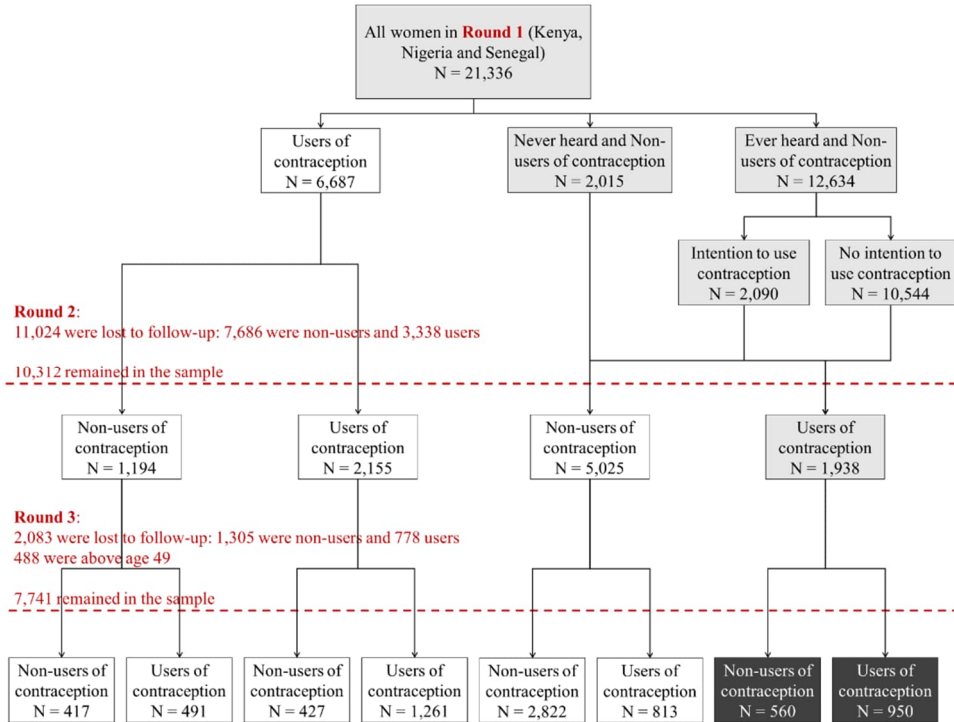 All women in Round 1 (Kenya,
Nigeria and Senegal)
N = 21,336
Users of
contraception
N = 6,687
Never heard and Non-
users of contraception
N = 2,015
Ever heard and Non-
users of contraception
N = 12,634
Intention to use
contraception
N = 2,090
No intention to
use contraception
N = 10,544
Round 2:
11,024 were lost to follow-up: 7,686 were non-users and 3,338 users
10,312 remained in the sample
Non-users of
contraception
N = 1,194
Users of
contraception
N = 2,155
Non-users of
contraception
N = 5,025
Users of
contraception
N = 1,938
Round 3:
2,083 were lost to follow-up: 1,305 were non-users and 778 users
488 were above age 49
7,741 remained in the sample
Non-users of
contraception
N = 417
Users of
contraception
N = 491
Non-users of
contraception
N = 427
Users of
contraception
N = 1,261
Non-users of
contraception
N = 2,822
Users of
contraception
N = 813
Non-users of
contraception
N = 560
Users of
contraception
N = 950